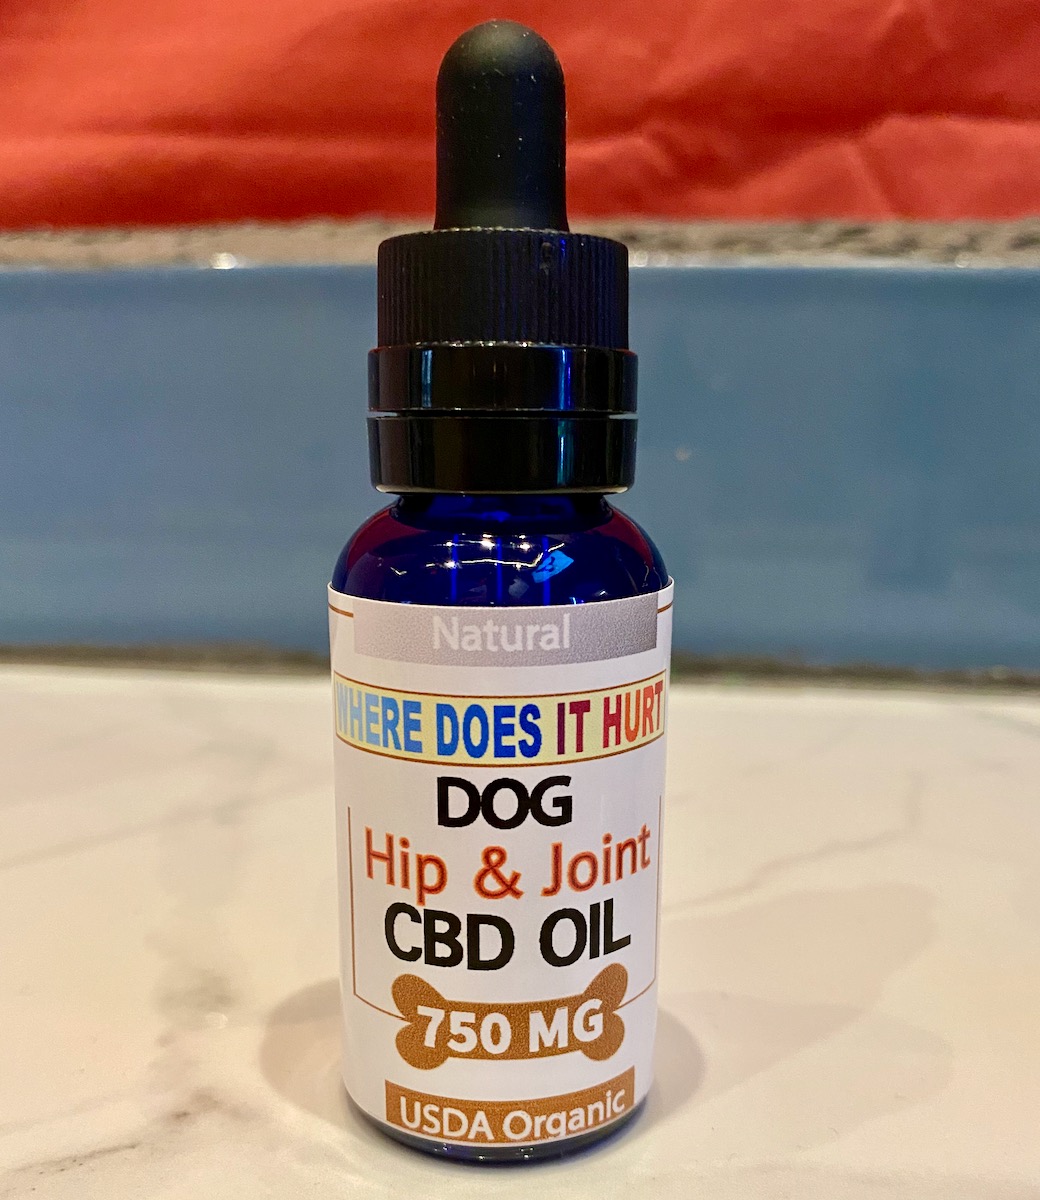 Natural
WHERE DOES IT HURT
DOG
Hip & Joint
CBD OIL
750 MG
USDA Organic